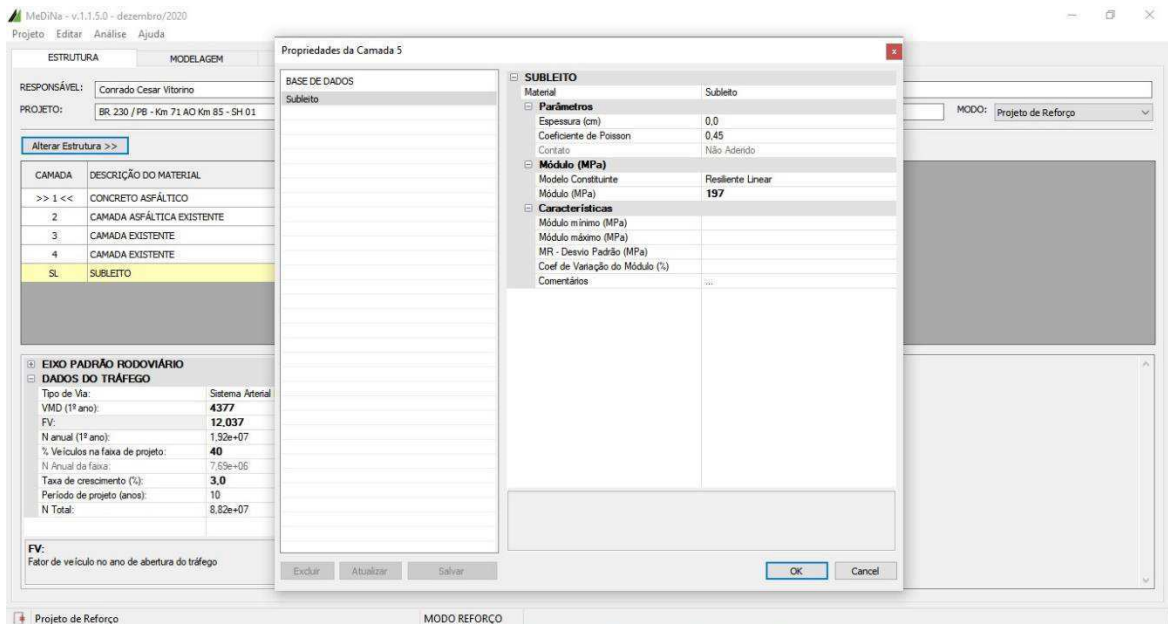 MeDiNa - v.1.1.5.0 - dezembro/2020
Projeto Editar Análise Ajuda
ESTRUTURA MODELAGEM
RESPONSÁVEL: Conrado Cesar Vitorino
PROJETO: BR 230 / PB - Km 71 AO Km 85 - SH 01
MODO: Projeto de Reforço
Alterar Estrutura >>
CAMADA DESCRIÇÃO DO MATERIAL
>> 1 << CONCRETO ASFÁLTICO
2 CAMADA ASFÁLTICA EXISTENTE
3 CAMADA EXISTENTE
4 CAMADA EXISTENTE
SL SUBLEITO
EIXO PADRÃO RODOVIÁRIO
DADOS DO TRÁFEGO
Tipo de Via: Sistema Arterial
VMD (1º ano): 4377
FV: 12,037
N anual (1º ano): 1,92e+07
% Veículos na faixa de projeto: 40
N Anual da faixa: 7,69e+06
Taxa de crescimento (%): 3,0
Período de projeto (anos): 10
N Total: 8,82e+07
FV:
Fator de veículo no ano de abertura do tráfego
Propriedades da Camada 5
x
BASE DE DADOS
Subleito
SUBLEITO
Material Subleito
Parâmetros
Espessura (cm) 0,0
Coeficiente de Poisson 0,45
Contato Não Aderido
Módulo (MPa)
Modelo Constituinte Resiliente Linear
Módulo (MPa) 197
Características
Módulo mínimo (MPa)
Módulo máximo (MPa)
MR - Desvio Padrão (MPa)
Coef de Variação do Módulo (%)
Comentários ...
Excluir Atualizar Salvar
OK Cancel
Projeto de Reforço MODO REFORÇO